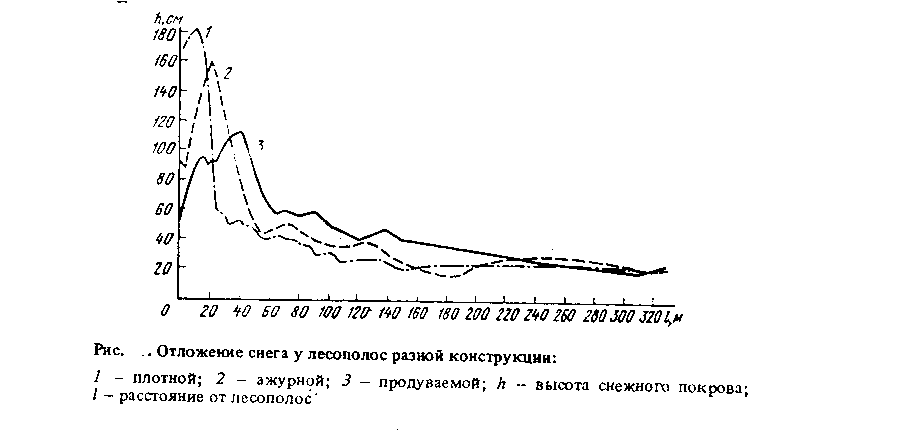 h, см
180
160
140
120
100
80
60
40
20
1
2
3
0 20 40 60 80 100 120 140 160 180 200 220 240 260 280 300 320 l, м
Рис. .. Отложение снега у лесополос разной конструкции:
1 – плотной; 2 – ажурной; 3 – продуваемой; h – высота снежного покрова;
l – расстояние от лесополос